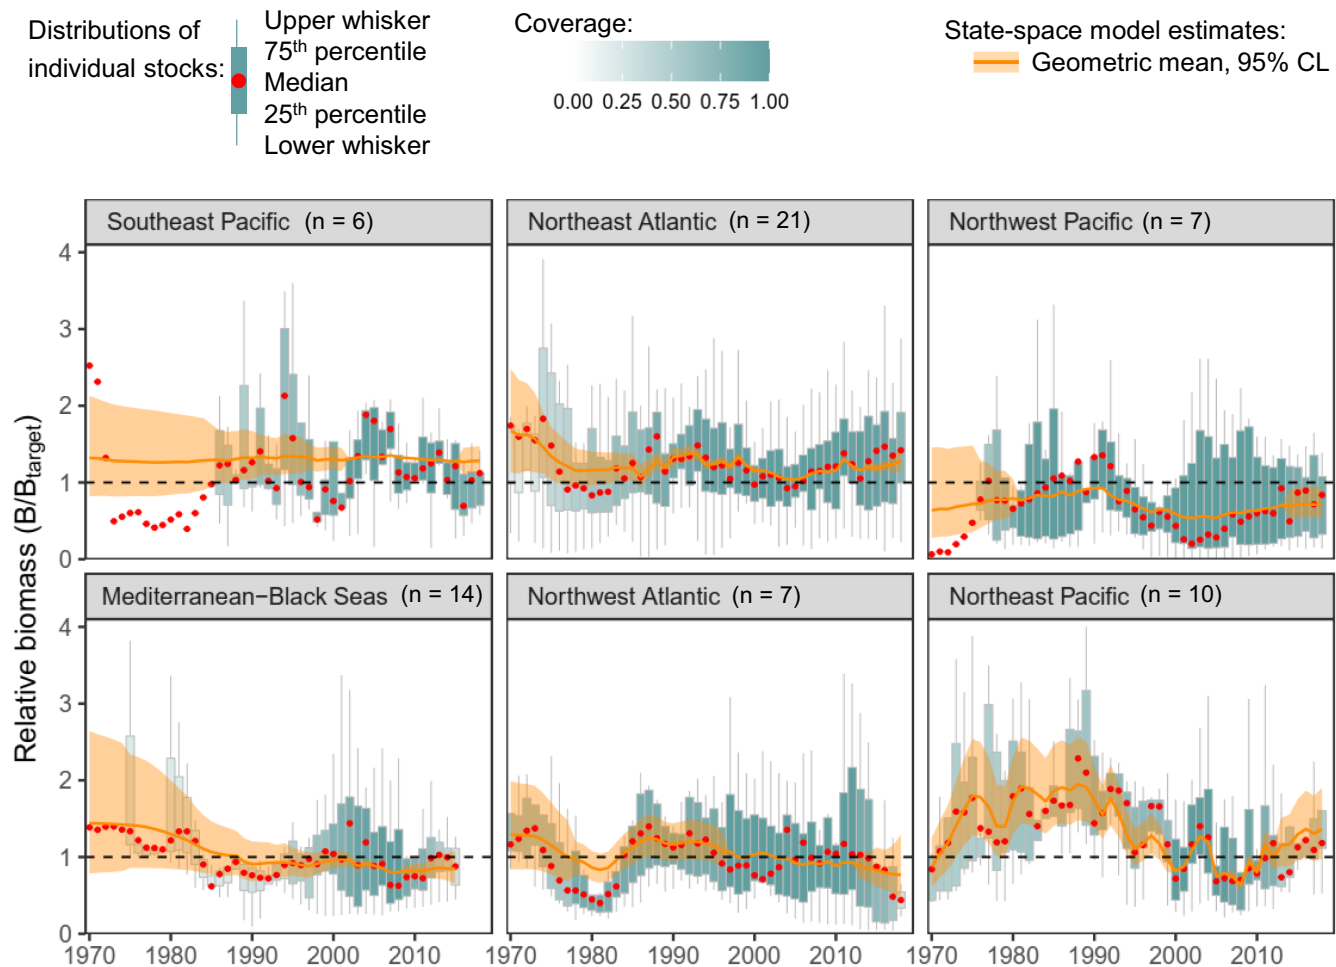 Distributions of
individual stocks:
Upper whisker
75th percentile
Median
25th percentile
Lower whisker
Coverage:
0.00 0.25 0.50 0.75 1.00
State-space model estimates:
Geometric mean, 95% CL
Relative biomass (B/Btarget)
Southeast Pacific (n = 6)
Northeast Atlantic (n = 21)
Northwest Pacific (n = 7)
4
3
2
1
0
Mediterranean−Black Seas (n = 14)
Northwest Atlantic (n = 7)
Northeast Pacific (n = 10)
4
3
2
1
0
1970 1980 1990 2000 2010
1970 1980 1990 2000 2010
1970 1980 1990 2000 2010